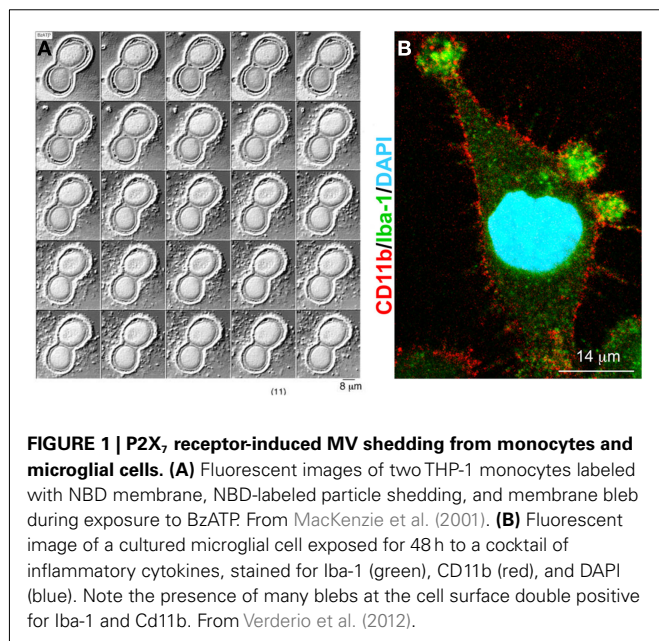 BzATP
A
B
CD11b/Iba-1/DAPI
14 μm
(11)
8 μm
FIGURE 1 | P2X7 receptor-induced MV shedding from monocytes and
microglial cells. (A) Fluorescent images of two THP-1 monocytes labeled
with NBD membrane, NBD-labeled particle shedding, and membrane bleb
during exposure to BzATP. From MacKenzie et al. (2001). (B) Fluorescent
image of a cultured microglial cell exposed for 48 h to a cocktail of
inflammatory cytokines, stained for Iba-1 (green), CD11b (red), and DAPI
(blue). Note the presence of many blebs at the cell surface double positive
for Iba-1 and Cd11b. From Verderio et al. (2012).